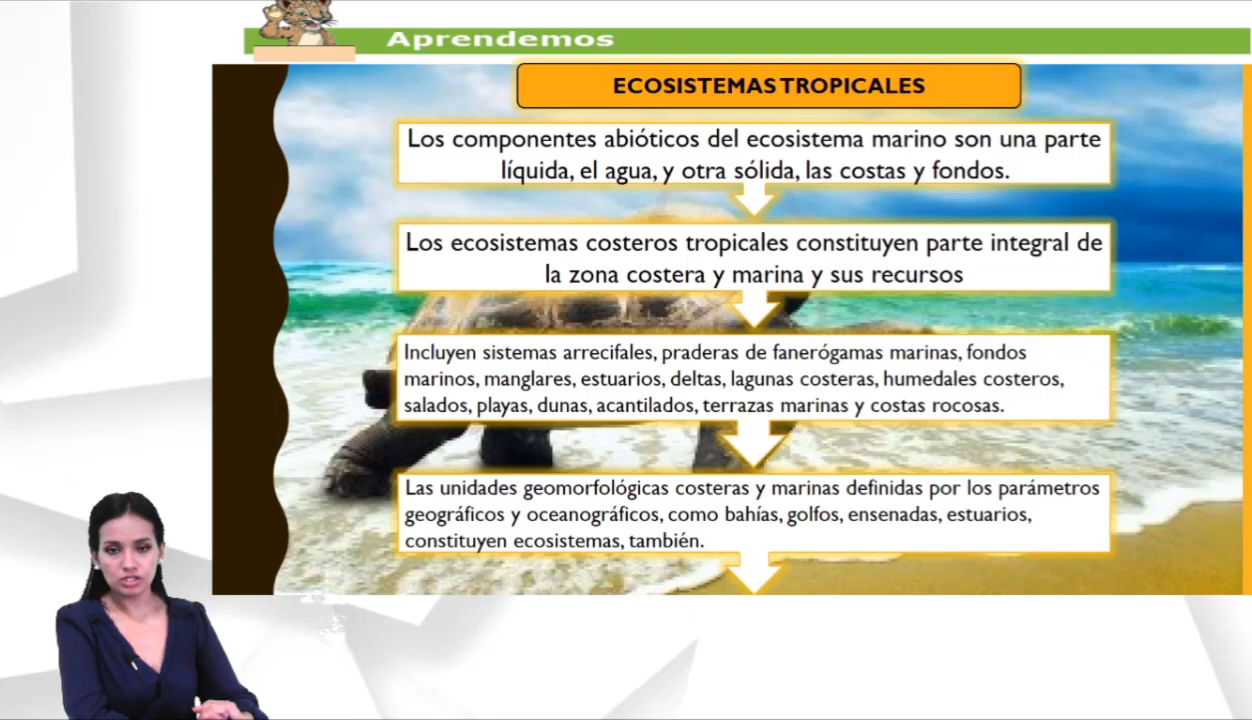 Aprendemos
ECOSISTEMAS TROPICALES
Los componentes abióticos del ecosistema marino son una parte
líquida, el agua, y otra sólida, las costas y fondos.
Los ecosistemas costeros tropicales constituyen parte integral de
la zona costera y marina y sus recursos
Incluyen sistemas arrecifales, praderas de fanerógamas marinas, fondos
marinos, manglares, estuarios, deltas, lagunas costeras, humedales costeros,
salados, playas, dunas, acantilados, terrazas marinas y costas rocosas.
Las unidades geomorfológicas costeras y marinas definidas por los parámetros
geográficos y oceanográficos, como bahías, golfos, ensenadas, estuarios,
constituyen ecosistemas, también.